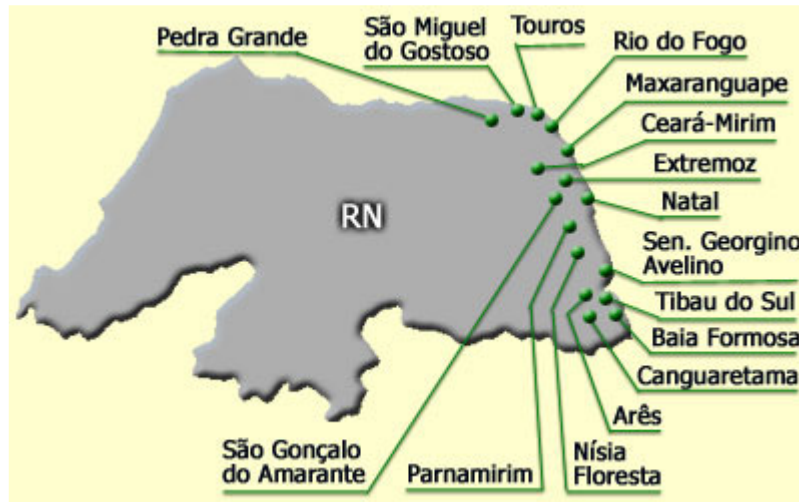 São Miguel
do Gostoso
Touros
Pedra Grande
Rio do Fogo
Maxaranguape
Ceará-Mirim
Extremoz
Natal
RN
Sen. Georgino
Avelino
Tibau do Sul
Baia Formosa
Canguaretama
Arês
São Gonçalo
do Amarante
Parnamirim
Nísia
Floresta